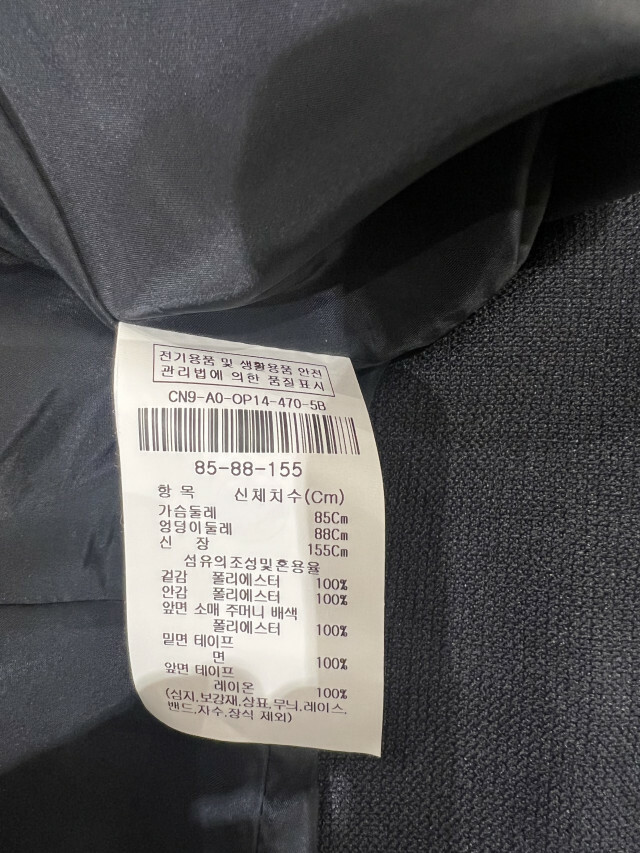 전기용품 및 생활용품 안전
관리법에 의한 품질표시
CN9-A0-OP14-470-5B
85-88-155
항 목 신체치수(Cm)
가슴둘레 85Cm
엉덩이둘레 88Cm
신 장 155Cm
섬유의조성및혼용율
겉감 폴리에스터 100%
안감 폴리에스터 100%
앞면 소매 주머니 배색
폴리에스터 100%
밑면 테이프
면 100%
앞면 테이프
레이온 100%
(심지,보강재,상표,무늬,레이스,
밴드,자수,장식 제외)